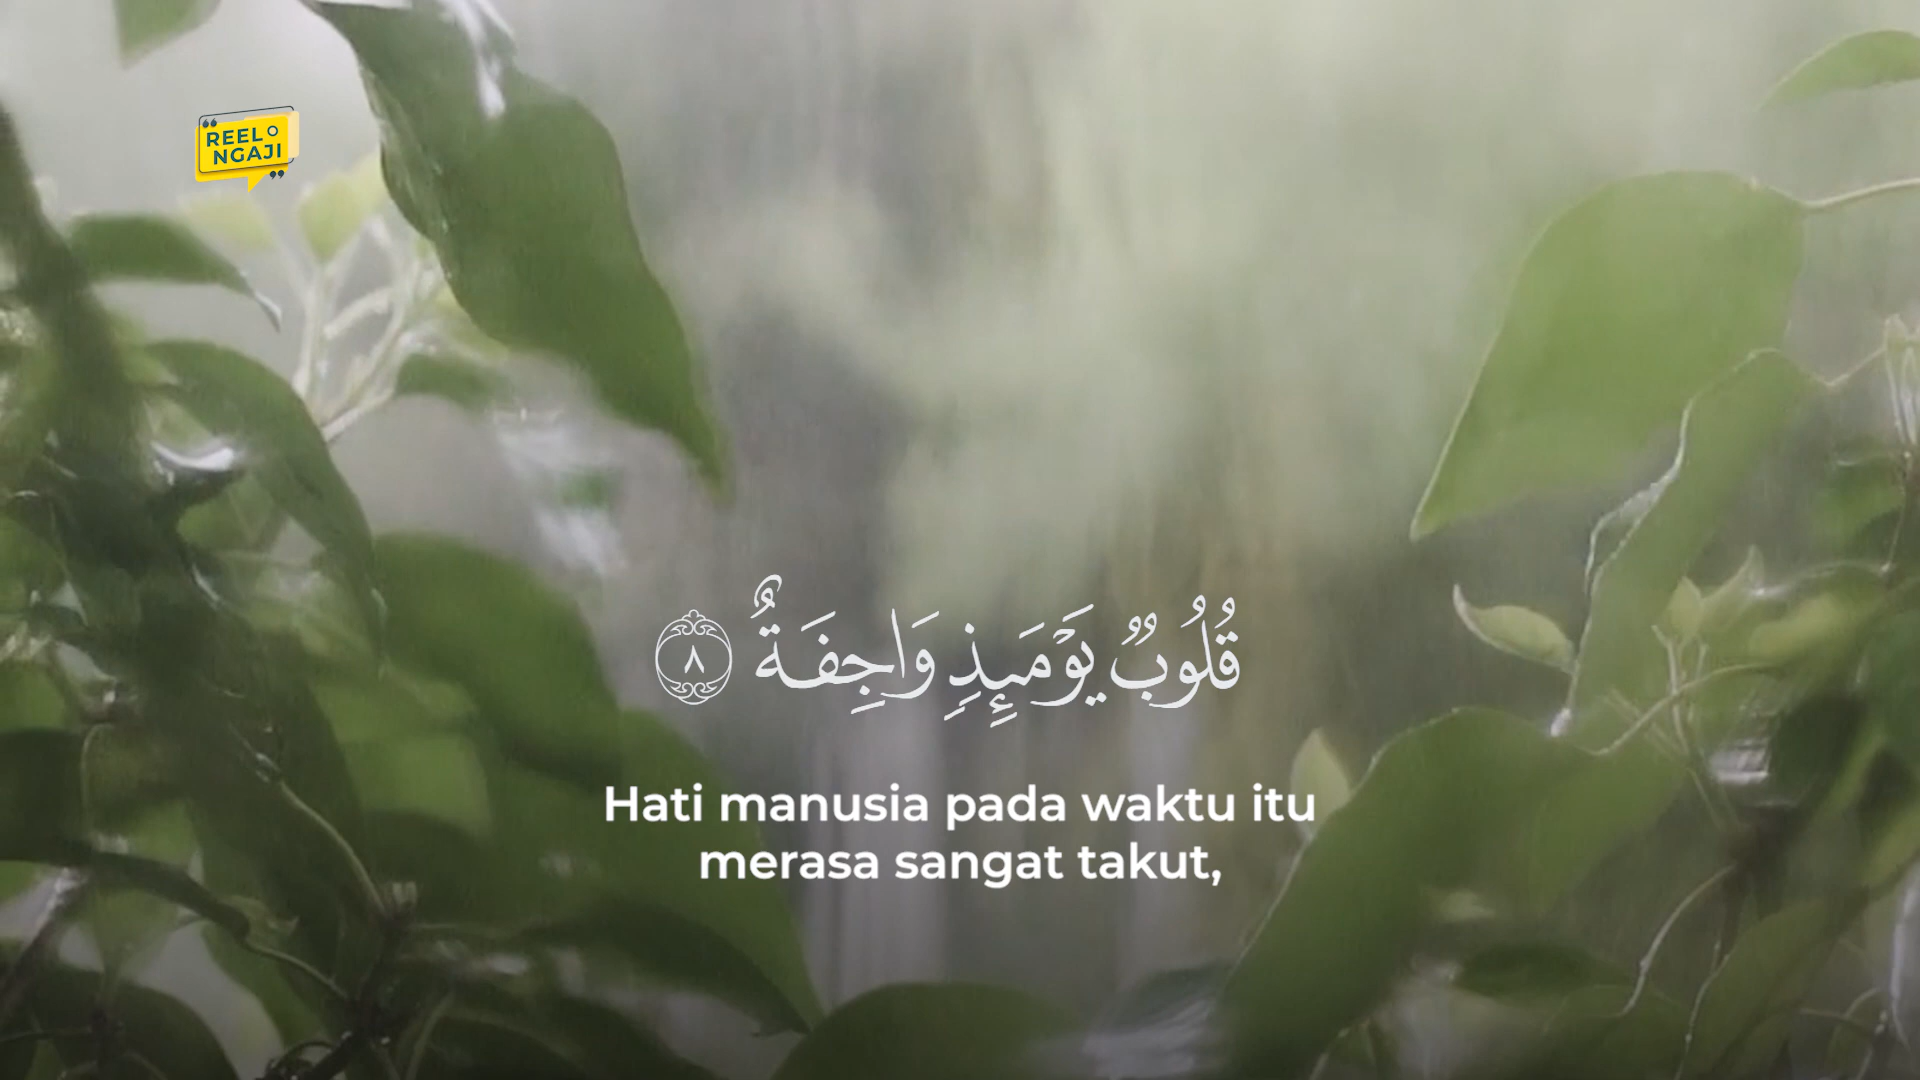 REEL
NGAJI
قُلُوبٌ يَوْمَئِذٍ وَاجِفَةٌ ٨
Hati manusia pada waktu itu
merasa sangat takut,